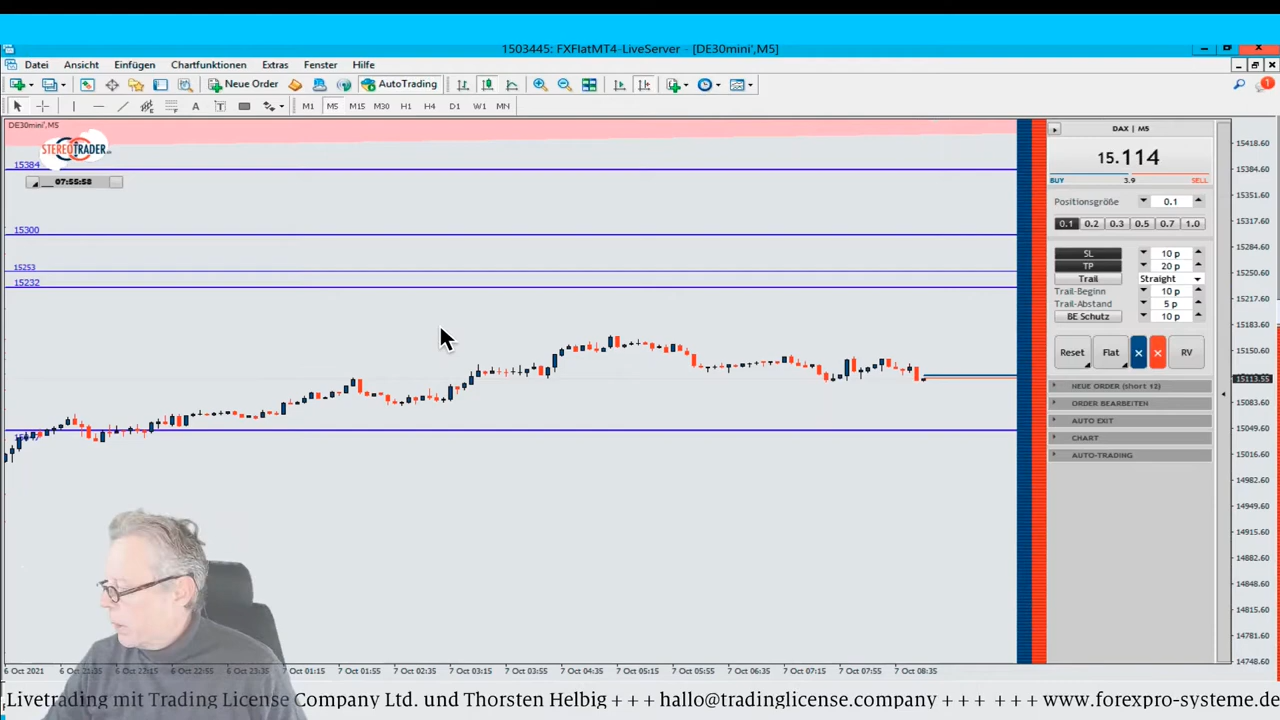 1503445: FXFlatMT4-LiveServer - [DE30mini',M5]
Datei Ansicht Einfügen Chartfunktionen Extras Fenster Hilfe
Neue Order AutoTrading
1
A T M1 M5 M15 M30 H1 H4 D1 W1 MN
DE30mini',M5
STEREOTRADER
15384
07:55:58
15300
15253
15232
DAX | M5
15.114
BUY 3.9 SELL
Positionsgröße 0.1
0.1 0.2 0.3 0.5 0.7 1.0
SL 10 p
TP 20 p
Trail Straight
Trail-Beginn 10 p
Trail-Abstand 5 p
BE Schutz 10 p
Reset Flat × × RV
NEUE ORDER (short 12)
ORDER BEARBEITEN
AUTO EXIT
CHART
AUTO-TRADING
15418.60
15384.60
15351.60
15317.60
15284.60
15250.60
15217.60
15183.60
15150.60
15113.55
15083.60
15049.60
15016.60
14982.60
14949.60
14915.60
14882.60
14848.60
14815.60
14781.60
14748.60
6 Oct 2021 6 Oct 21:35 6 Oct 22:15 6 Oct 22:55 6 Oct 23:35 7 Oct 01:15 7 Oct 01:55 7 Oct 02:35 7 Oct 03:15 7 Oct 03:55 7 Oct 04:35 7 Oct 05:15 7 Oct 05:55 7 Oct 06:35 7 Oct 07:15 7 Oct 07:55 7 Oct 08:35
Livetrading mit Trading License Company Ltd. und Thorsten Helbig + + + hallo@tradinglicense.company + + + +++ www.forexpro-systeme.de